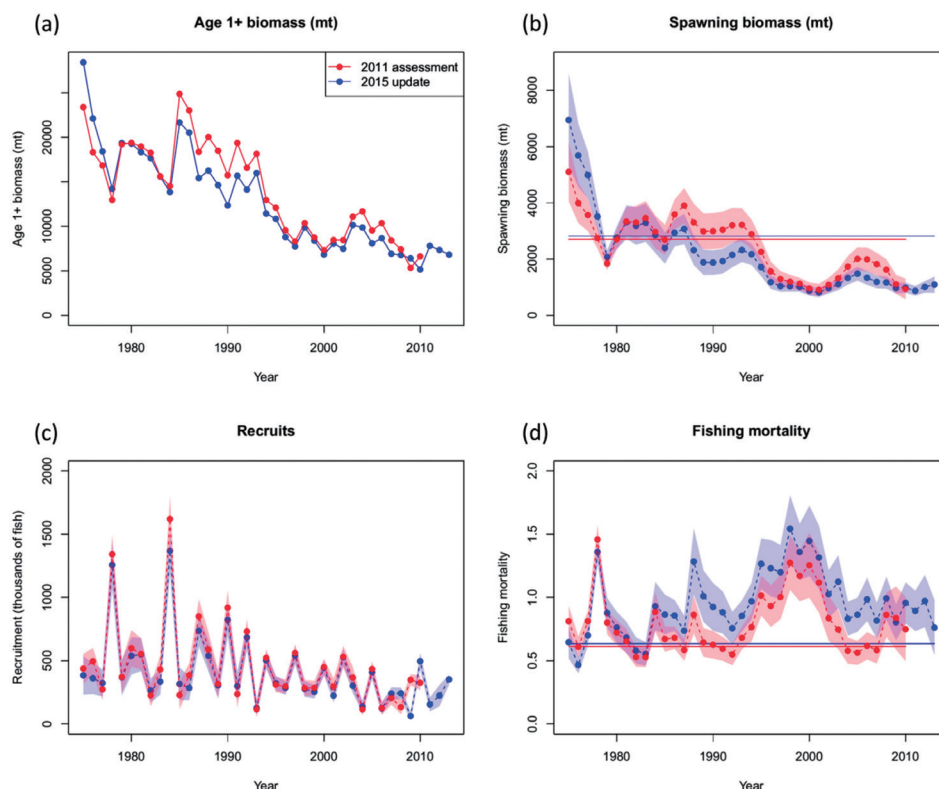 (a)
Age 1+ biomass (mt)
2011 assessment
2015 update
Age 1+ biomass (mt)
20000
10000
5000
0
1980
1990
2000
2010
Year
(b)
Spawning biomass (mt)
Spawning biomass (mt)
8000
6000
4000
2000
0
1980
1990
2000
2010
Year
(c)
Recruits
Recruitment (thousands of fish)
2000
1500
1000
500
0
1980
1990
2000
2010
Year
(d)
Fishing mortality
Fishing mortality
2.0
1.5
1.0
0.5
0.0
1980
1990
2000
2010
Year